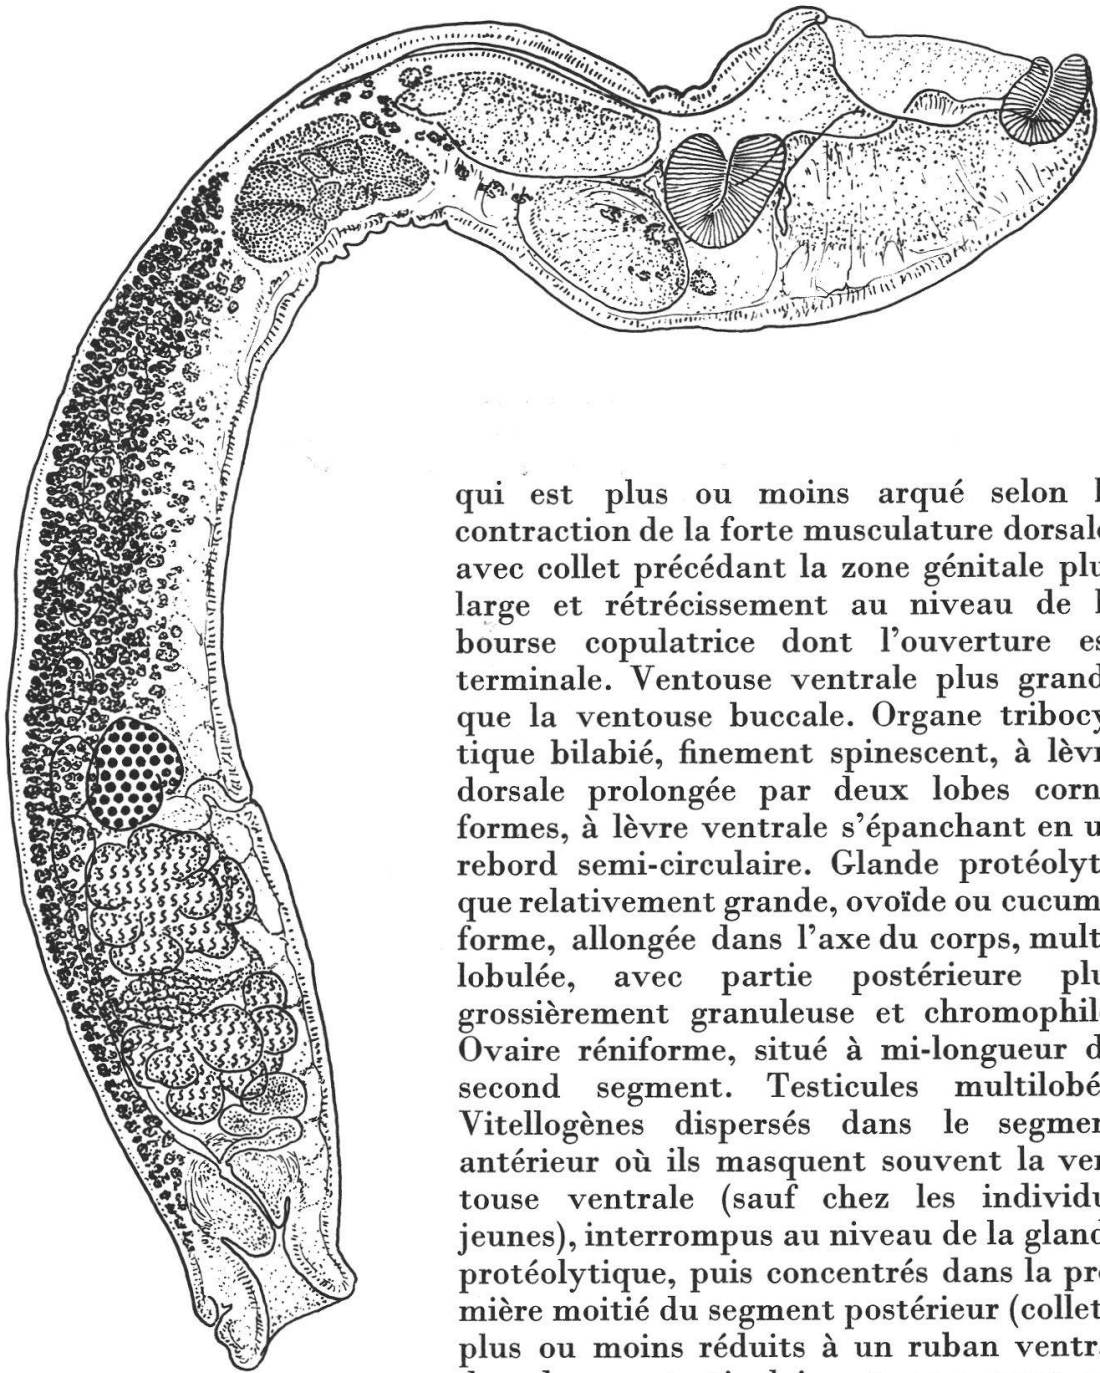 qui est plus ou moins arqué selon l
contraction de la forte musculature dorsale
avec collet précédant la zone génitale plu
large et rétrécissement au niveau de l
bourse copulatrice dont l'ouverture es
terminale. Ventouse ventrale plus grand
que la ventouse buccale. Organe tribocy
tique bilabié, finement spinescent, à lèvr
dorsale prolongée par deux lobes corn
formes, à lèvre ventrale s'épanchant en u
rebord semi-circulaire. Glande protéolyt
que relativement grande, ovoïde ou cucum
forme, allongée dans l'axe du corps, mult
lobulée, avec partie postérieure plu
grossièrement granuleuse et chromophil
Ovaire réniforme, situé à mi-longueur d
second segment. Testicules multilobé
Vitellogènes dispersés dans le segmen
antérieur où ils masquent souvent la ven
touse ventrale (sauf chez les individu
jeunes), interrompus au niveau de la gland
protéolytique, puis concentrés dans la pre
mière moitié du segment postérieur (collet
plus ou moins réduits à un ruban ventra